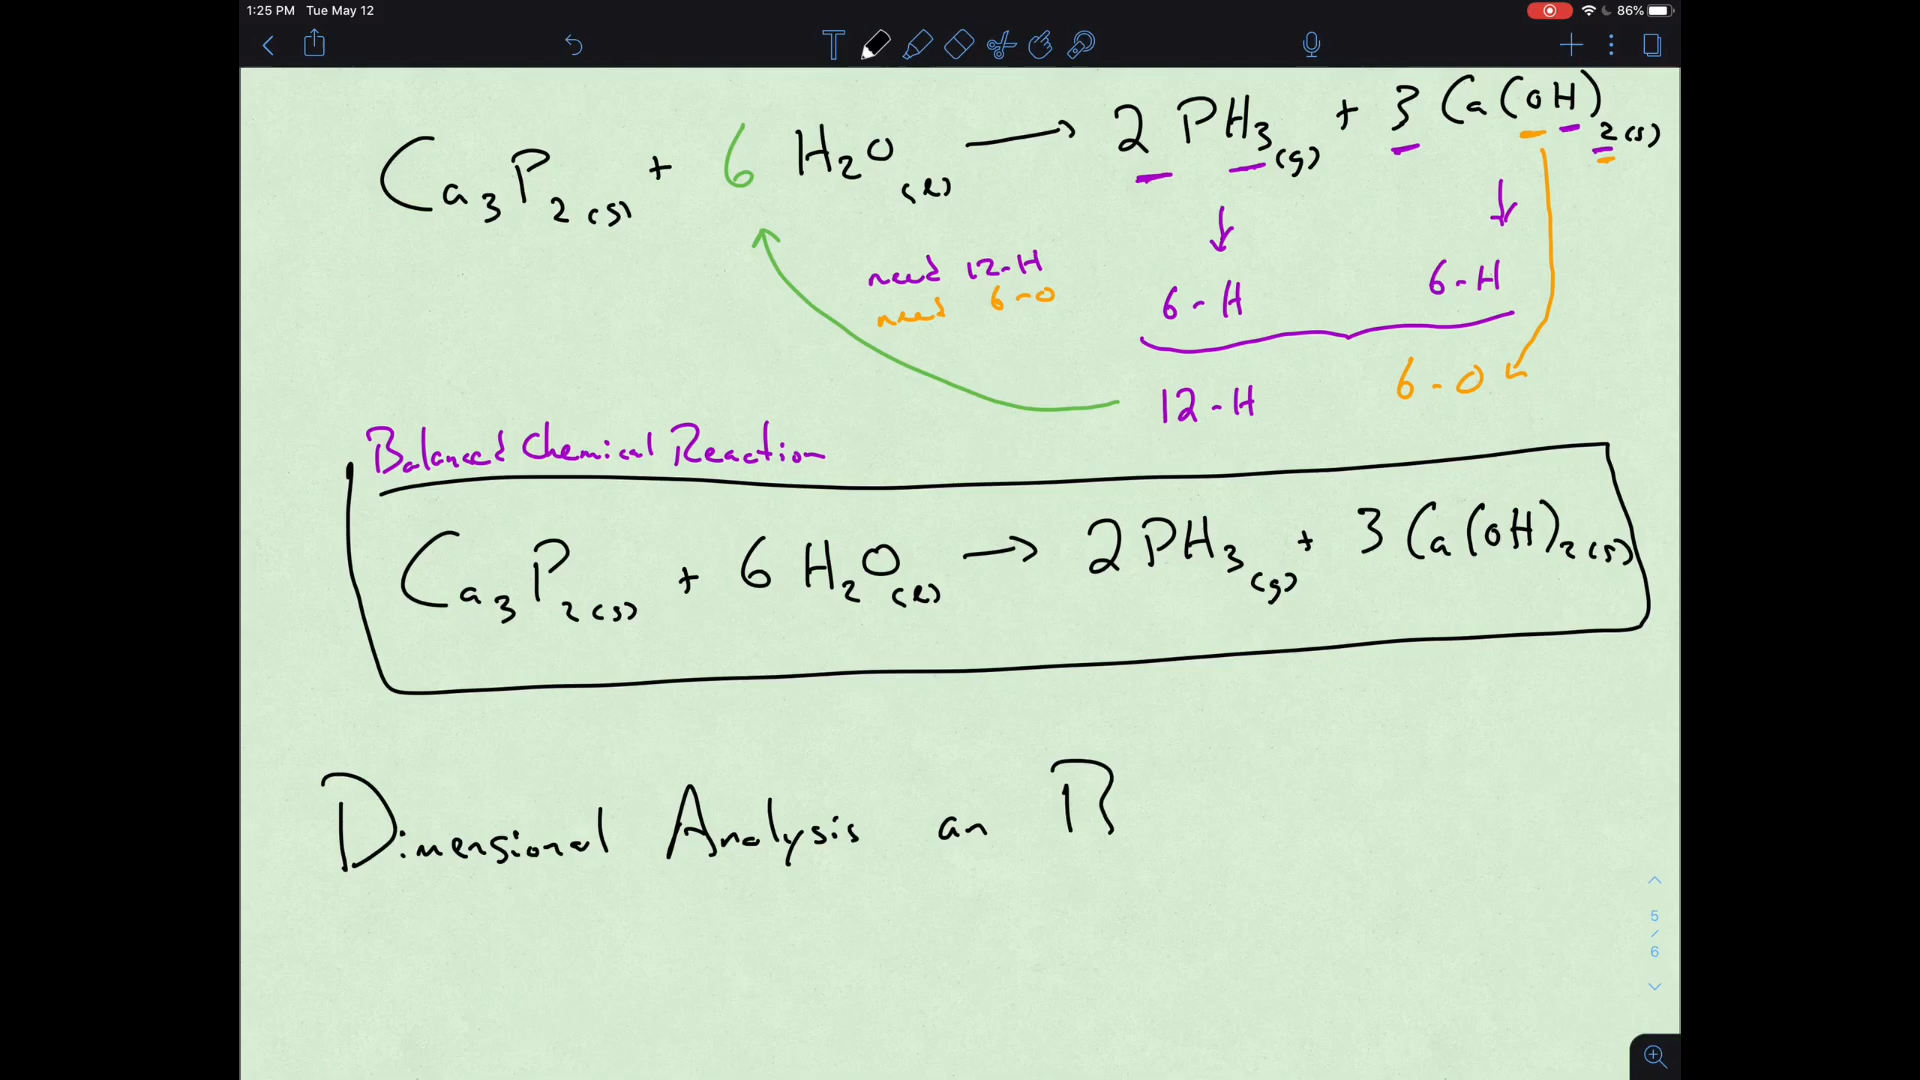 1:25 PM Tue May 12
86%
Ca₃P₂(s) + 6 H₂O(l) → 2 PH₃(g) + 3 Ca(OH)₂(s)
need 12-H
need 6-O
6-H 6-H
12-H 6-O
Balanced Chemical Reaction
Ca₃P₂(s) + 6 H₂O(l) → 2 PH₃(g) + 3 Ca(OH)₂(s)
Dimensional Analysis an
5
/
6